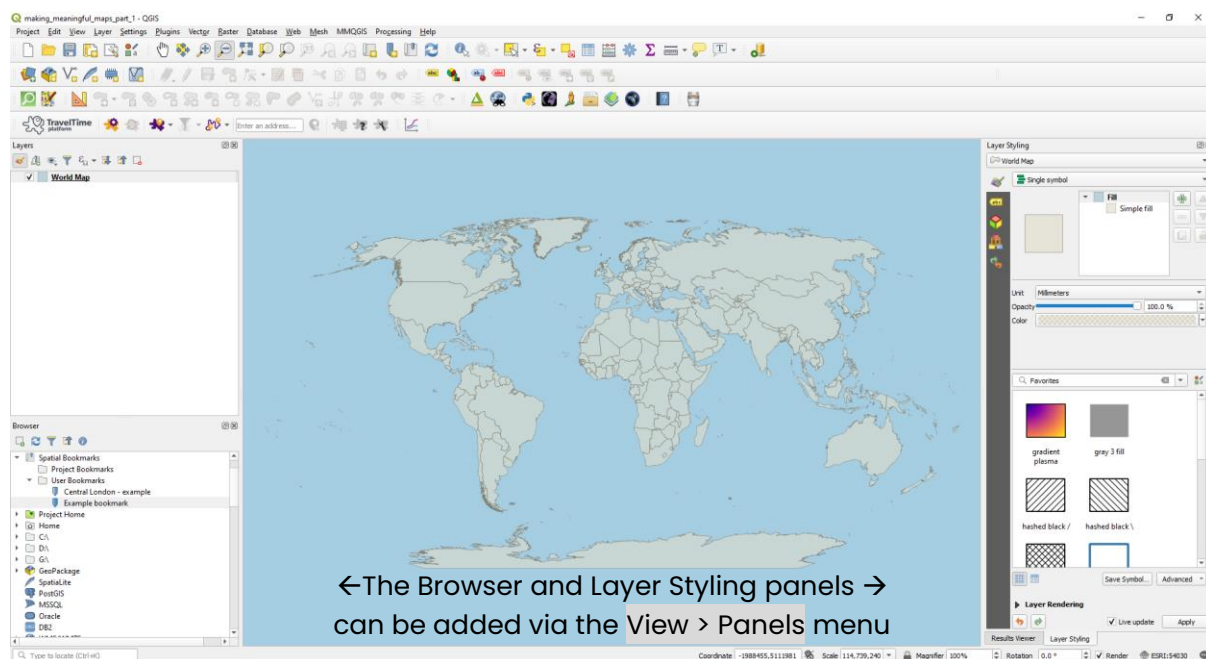 making_meaningful_maps_part_1 - QGIS
Project Edit View Layer Settings Plugins Vector Raster Database Web Mesh MMQGIS Processing Help
TravelTime
platform
Enter an address...
Layers
World Map
Browser
Spatial Bookmarks
Project Bookmarks
User Bookmarks
Central London - example
Example bookmark
Project Home
Home
C:\
D:\
G:\
GeoPackage
SpatiaLite
PostGIS
MSSQL
Oracle
DB2
←The Browser and Layer Styling panels →
can be added via the View > Panels menu
Layer Styling
World Map
Single symbol
Fill
Simple fill
Unit Millimeters
Opacity 100.0 %
Color
Favorites
gradient plasma
gray 3 fill
hashed black /
hashed black \
Save Symbol... Advanced
Layer Rendering
Live update Apply
Results Viewer Layer Styling
Type to locate (Ctrl+K)
Coordinate -1988455,5111981 Scale 114,739,240 Magnifier 100% Rotation 0.0 ° Render ESRI:54030